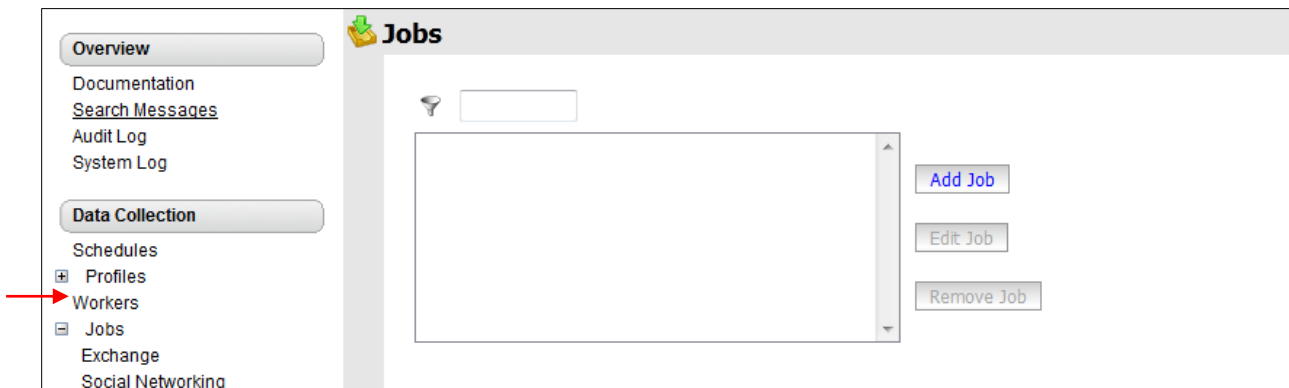 Overview
Documentation
Search Messages
Audit Log
System Log
Data Collection
Schedules
Profiles
Workers
Jobs
Exchange
Social Networking
Jobs
Add Job
Edit Job
Remove Job